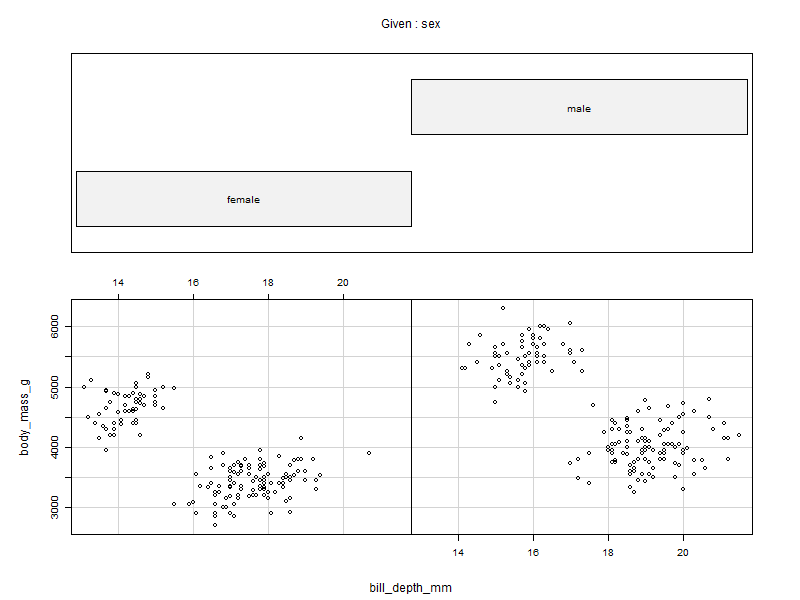 Given : sex
male
female
14 16 18 20
6000
5000
4000
3000
body_mass_g
14 16 18 20
bill_depth_mm